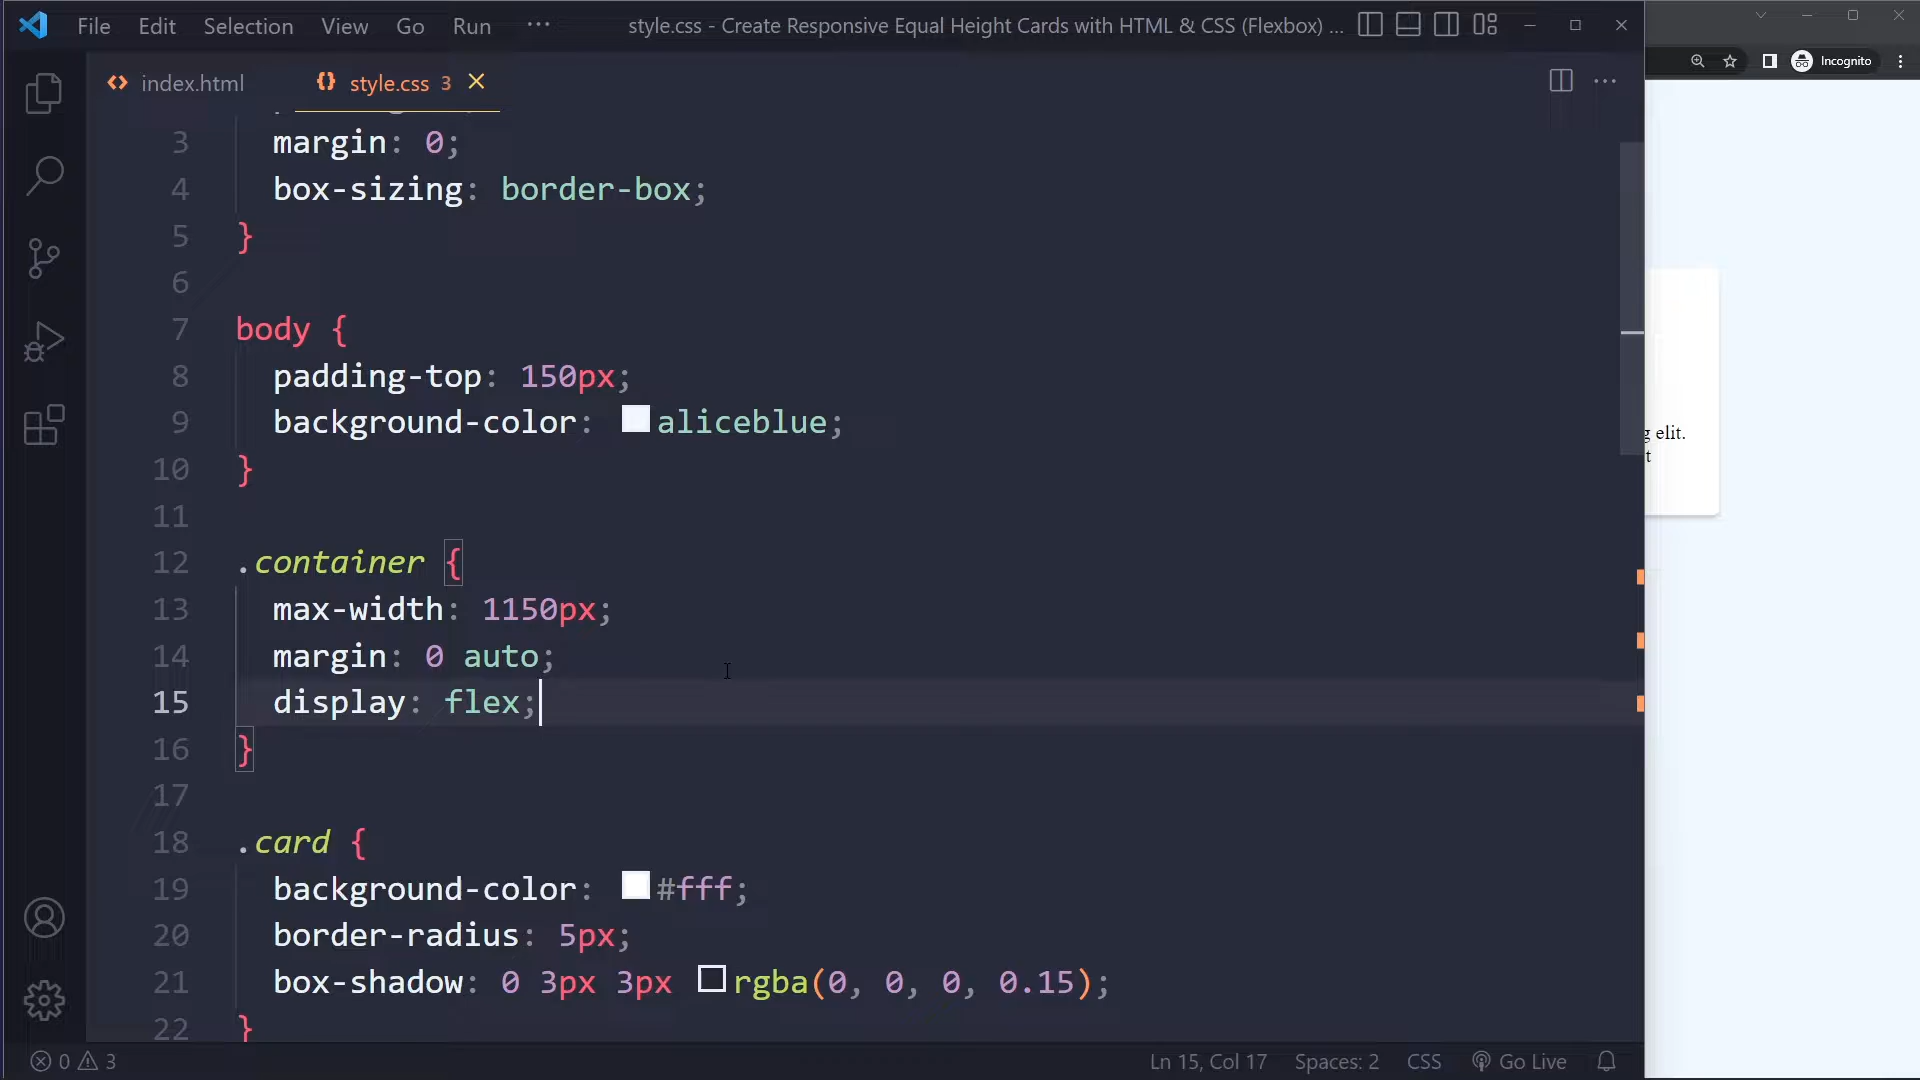 File Edit Selection View Go Run ··· style.css - Create Responsive Equal Height Cards with HTML & CSS (Flexbox) ...
Incognito
index.html style.css 3
3 margin: 0;
4 box-sizing: border-box;
5 }
6
7 body {
8 padding-top: 150px;
9 background-color: aliceblue;
10 }
11
12 .container {
13 max-width: 1150px;
14 margin: 0 auto;
15 display: flex;
16 }
17
18 .card {
19 background-color: #fff;
20 border-radius: 5px;
21 box-shadow: 0 3px 3px rgba(0, 0, 0, 0.15);
22 }
g elit.
t
0 3 Ln 15, Col 17 Spaces: 2 CSS Go Live